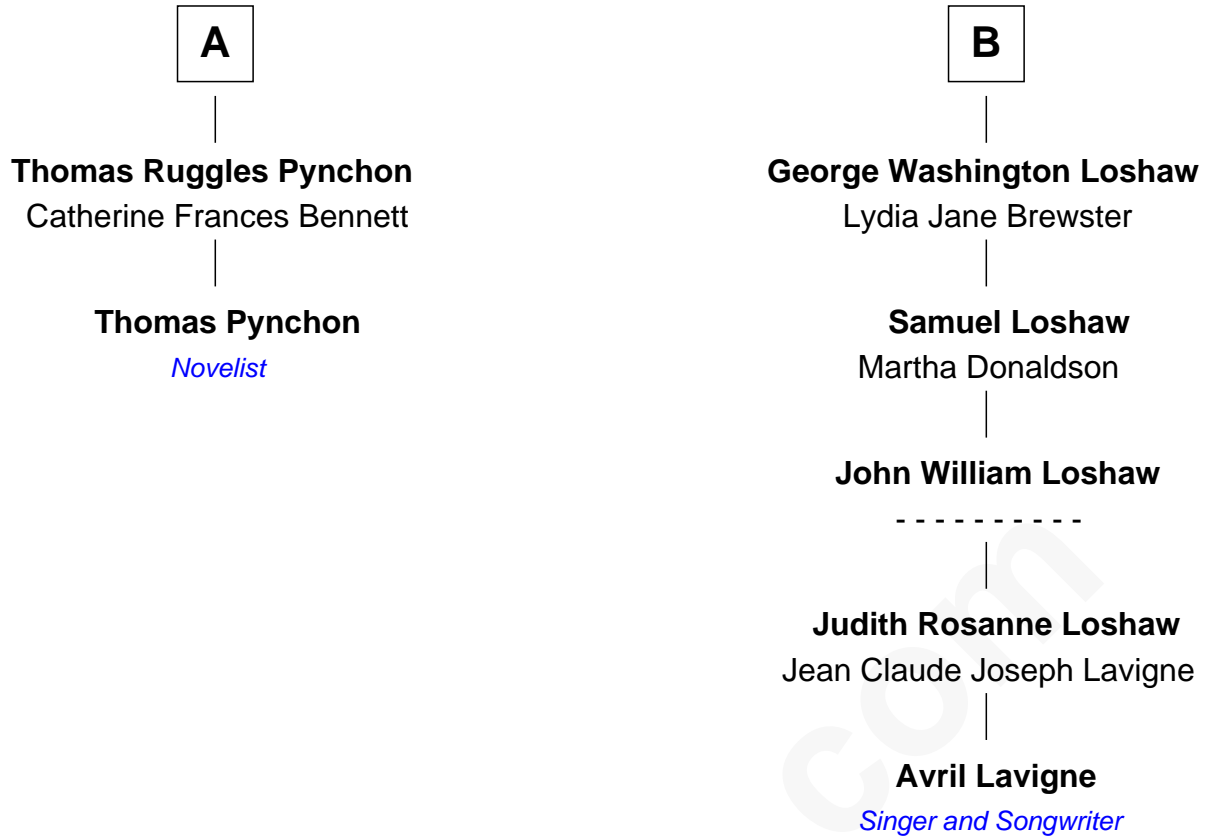 A
Thomas Ruggles Pynchon
Catherine Frances Bennett
Thomas Pynchon
Novelist
B
George Washington Loshaw
Lydia Jane Brewster
Samuel Loshaw
Martha Donaldson
John William Loshaw
- - - - - - - - - -
Judith Rosanne Loshaw
Jean Claude Joseph Lavigne
Avril Lavigne
Singer and Songwriter
com